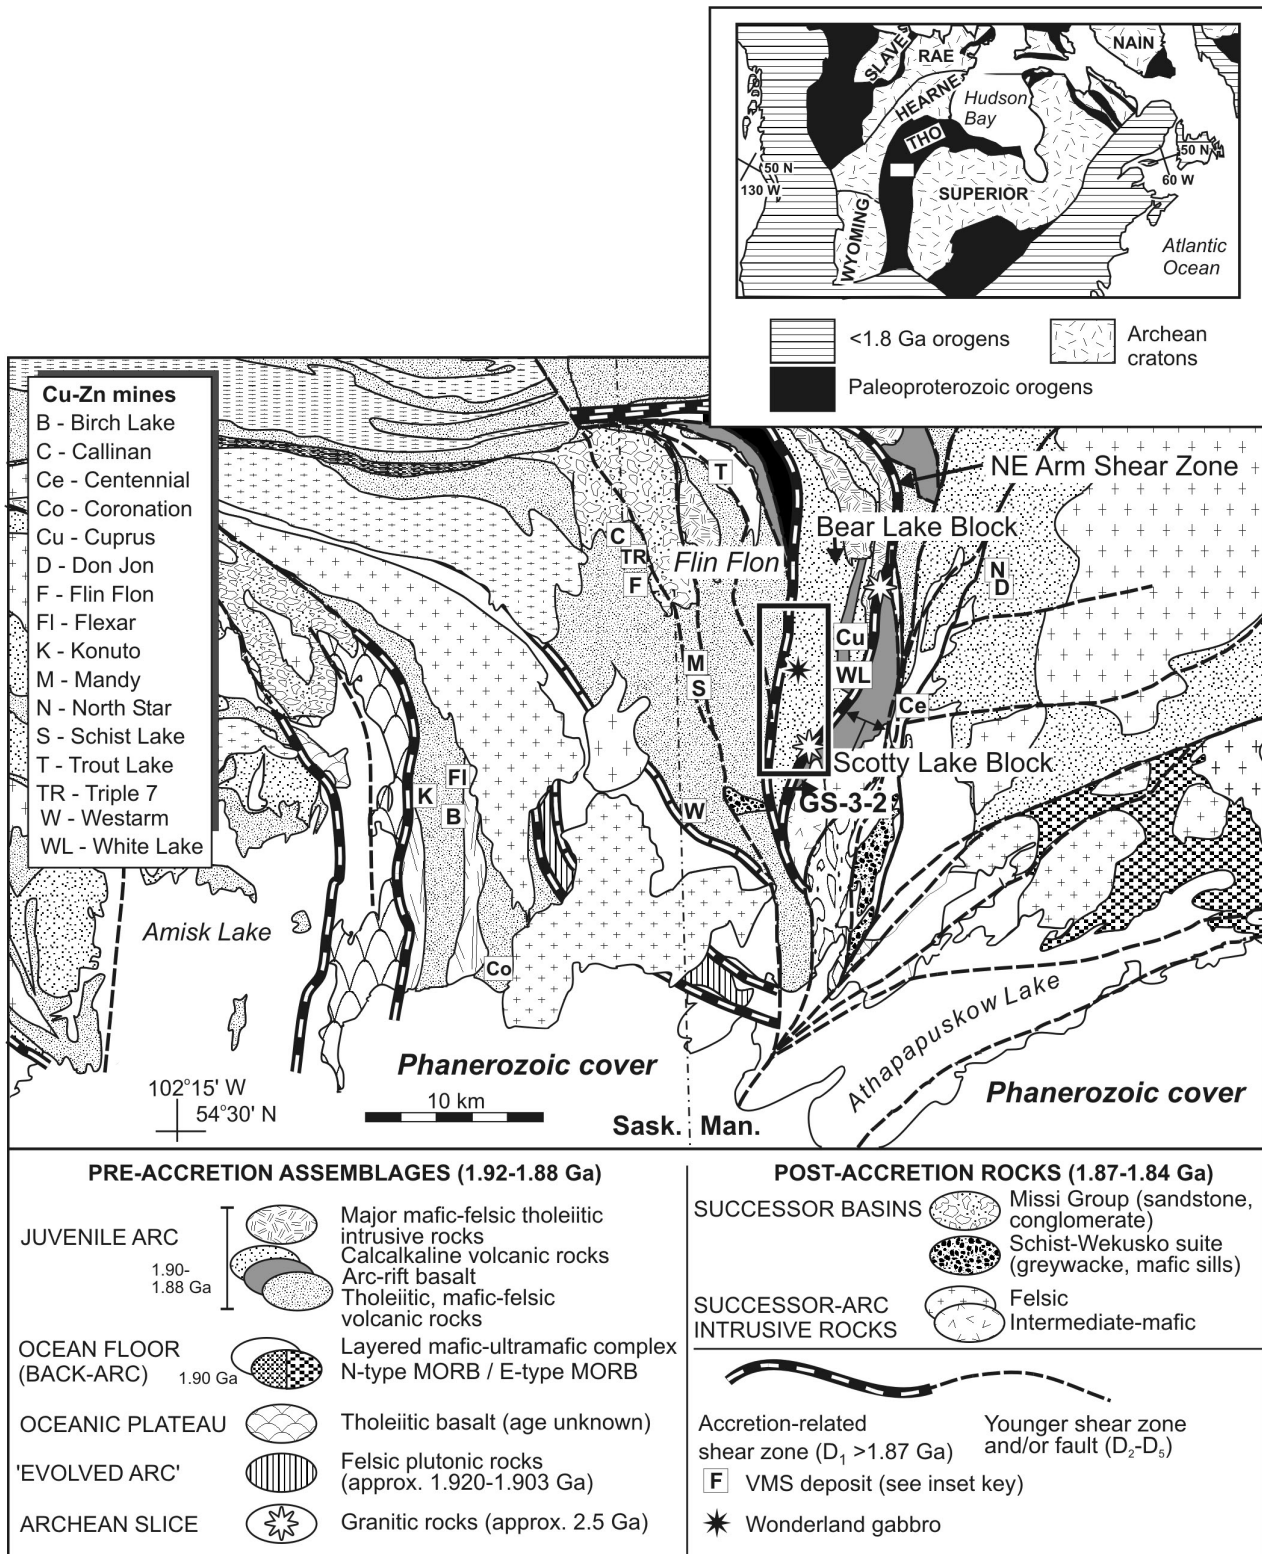 SLAVE
RAE
NAIN
HEARNE
Hudson
Bay
THO
50 N
130 W
50 N
60 W
SUPERIOR
WYOMING
Atlantic
Ocean
<1.8 Ga orogens
Archean
cratons
Paleoproterozoic orogens
Cu-Zn mines
B - Birch Lake
C - Callinan
Ce - Centennial
Co - Coronation
Cu - Cuprus
D - Don Jon
F - Flin Flon
Fl - Flexar
K - Konuto
M - Mandy
N - North Star
S - Schist Lake
T - Trout Lake
TR - Triple 7
W - Westarm
WL - White Lake
NE Arm Shear Zone
T
Bear Lake Block
C
TR
F
Flin Flon
N
D
Cu
WL
M
S
Ce
Scotty Lake Block
GS-3-2
Fl
K
B
W
Amisk Lake
Co
Athapapuskow Lake
Phanerozoic cover
Phanerozoic cover
102°15' W
54°30' N
10 km
Sask. Man.
PRE-ACCRETION ASSEMBLAGES (1.92-1.88 Ga)
JUVENILE ARC
1.90-
1.88 Ga
Major mafic-felsic tholeiitic
intrusive rocks
Calcalkaline volcanic rocks
Arc-rift basalt
Tholeiitic, mafic-felsic
volcanic rocks
OCEAN FLOOR
(BACK-ARC)
1.90 Ga
Layered mafic-ultramafic complex
N-type MORB / E-type MORB
OCEANIC PLATEAU
Tholeiitic basalt (age unknown)
'EVOLVED ARC'
Felsic plutonic rocks
(approx. 1.920-1.903 Ga)
ARCHEAN SLICE
Granitic rocks (approx. 2.5 Ga)
POST-ACCRETION ROCKS (1.87-1.84 Ga)
SUCCESSOR BASINS
Missi Group (sandstone,
conglomerate)
Schist-Wekusko suite
(greywacke, mafic sills)
SUCCESSOR-ARC
INTRUSIVE ROCKS
Felsic
Intermediate-mafic
Accretion-related
shear zone (D₁ >1.87 Ga)
Younger shear zone
and/or fault (D₂-D₅)
F
VMS deposit (see inset key)
Wonderland gabbro